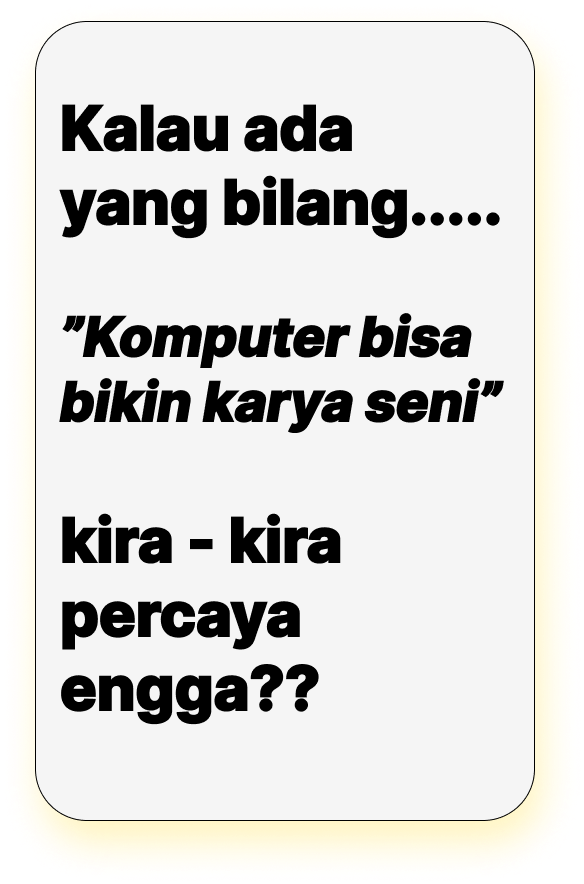 Kalau ada
yang bilang.....
”Komputer bisa
bikin karya seni”
kira - kira
percaya
engga??